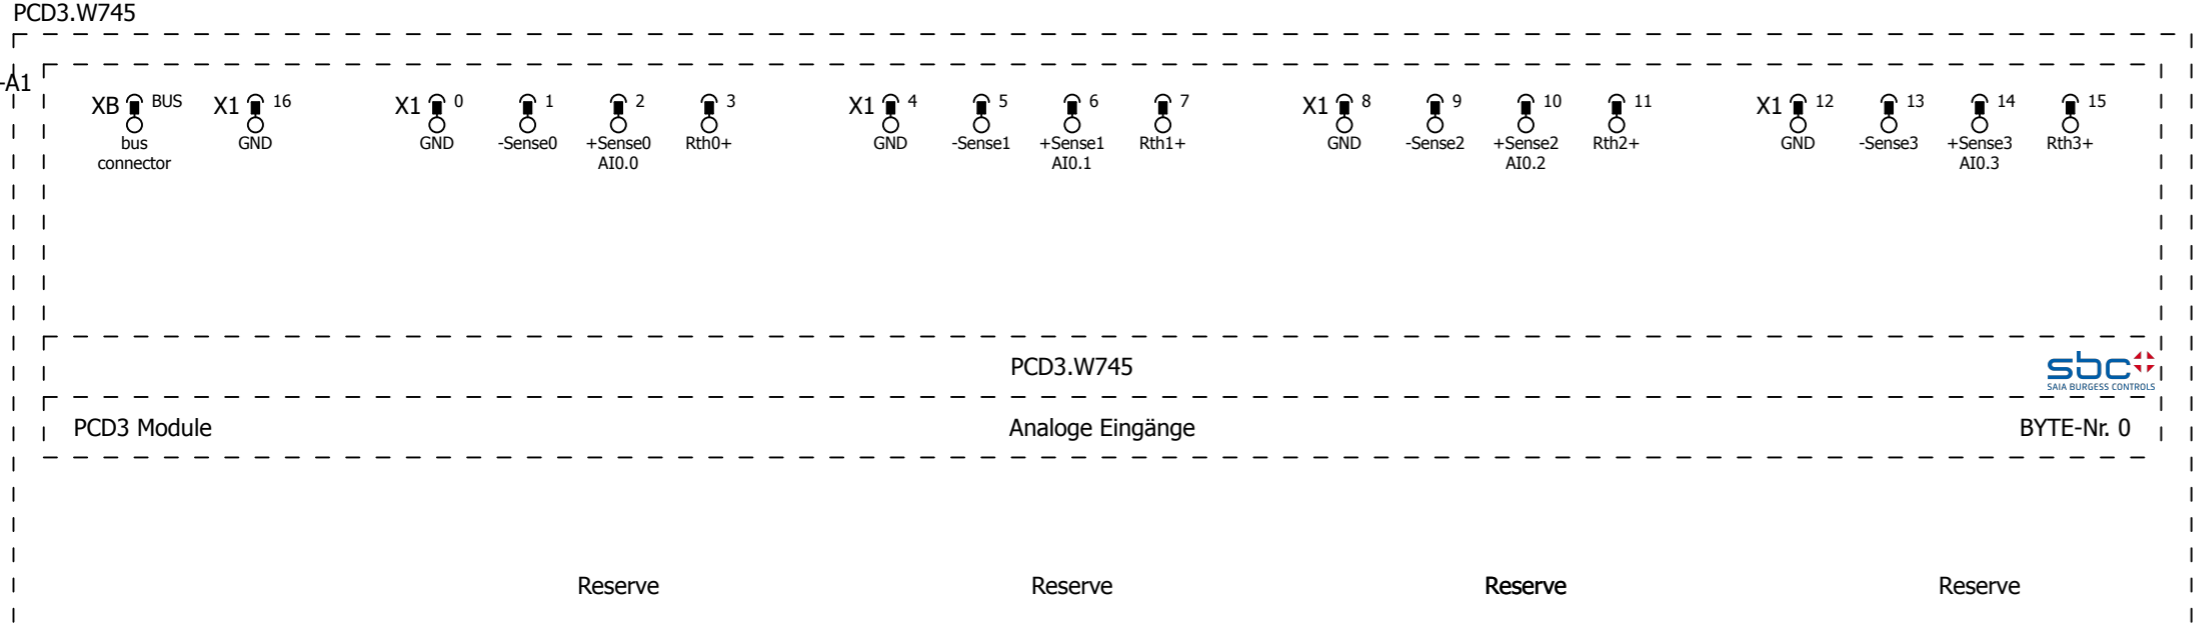 PCD3.W745
-A1
XB BUS X1 16 X1 0 1 2 3 X1 4 5 6 7 X1 8 9 10 11 X1 12 13 14 15
bus GND GND -Sense0 +Sense0 Rth0+ GND -Sense1 +Sense1 Rth1+ GND -Sense2 +Sense2 Rth2+ GND -Sense3 +Sense3 Rth3+
connector AI0.0 AI0.1 AI0.2 AI0.3
PCD3.W745
sbc
SAIA BURGESS CONTROLS
PCD3 Module Analoge Eingänge BYTE-Nr. 0
Reserve Reserve Reserve Reserve